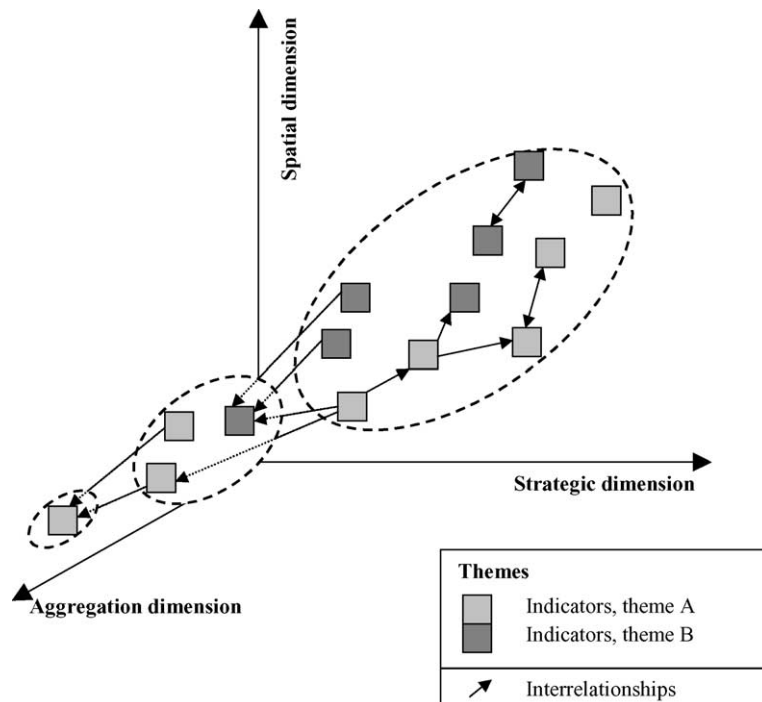 Spatial dimension
Strategic dimension
Aggregation dimension
Themes
Indicators, theme A
Indicators, theme B
Interrelationships